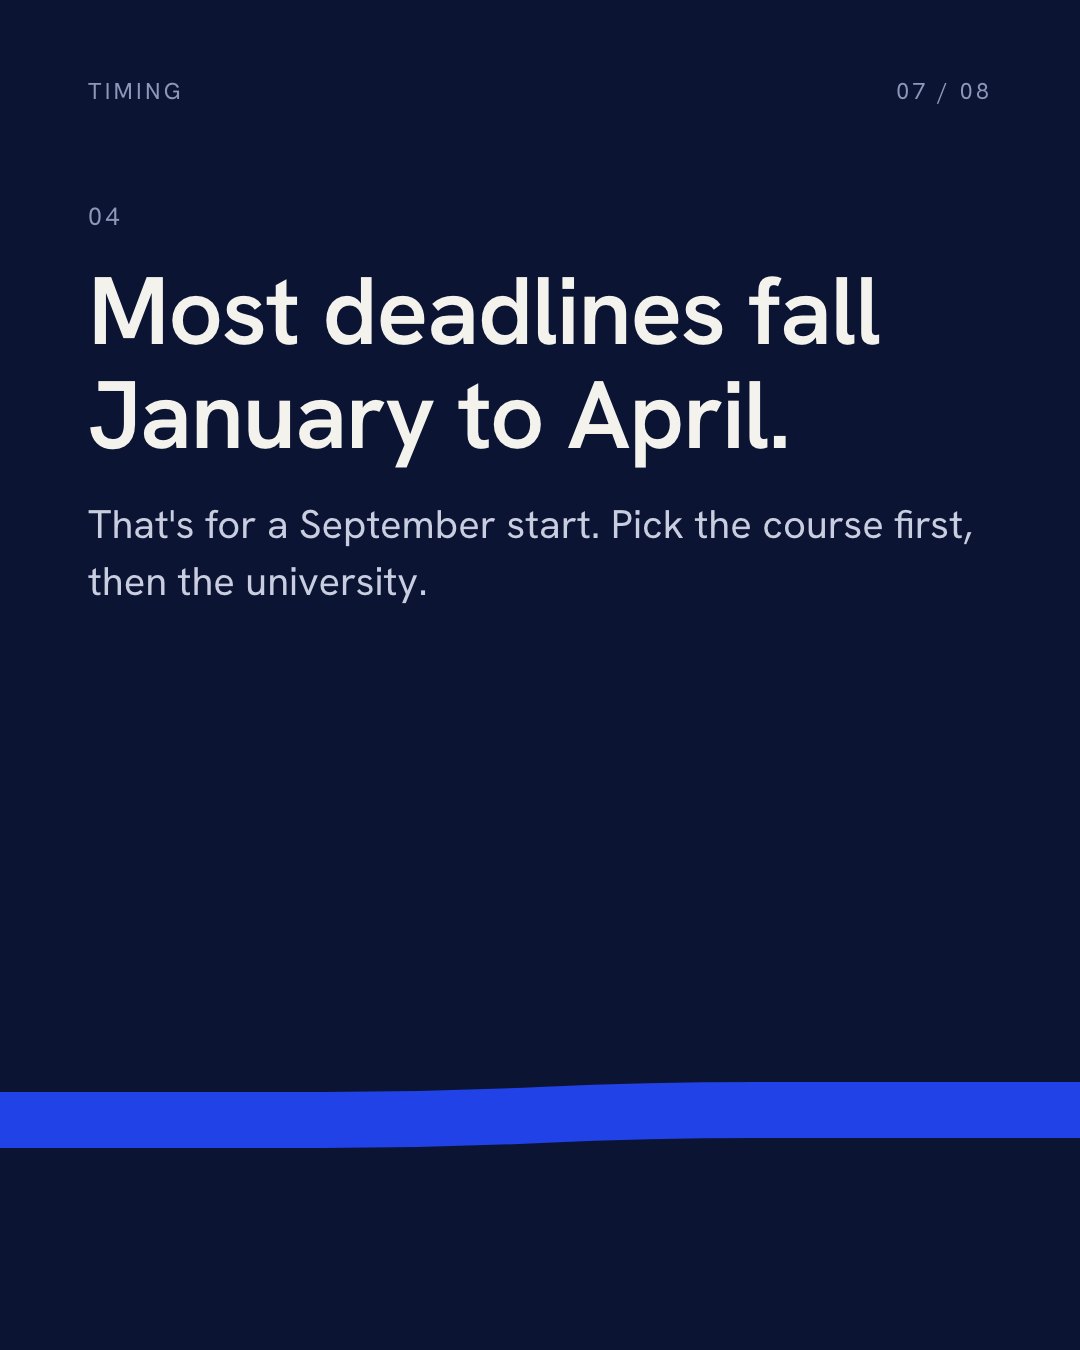 TIMING
07 / 08
04
Most deadlines fall
January to April.
That's for a September start. Pick the course first,
then the university.